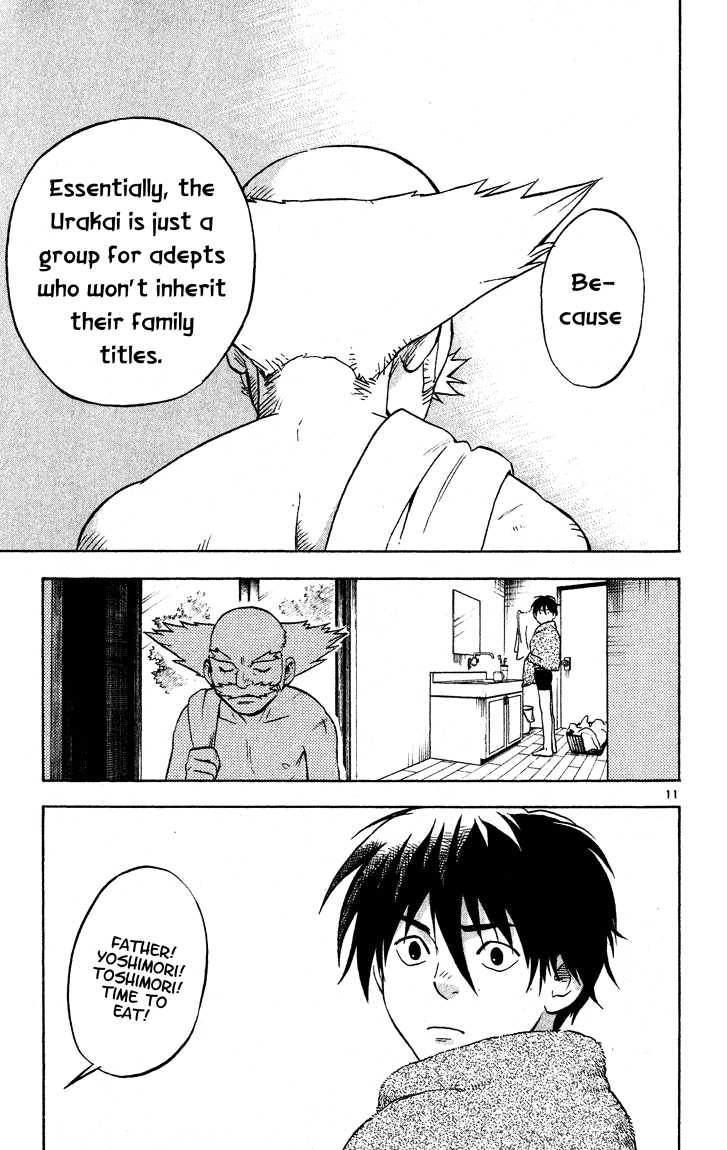 Be-
cause
Essentially, the
Urakai is just a
group for adepts
who won't inherit
their family
titles.
11
FATHER!
YOSHIMORI!
TOSHIMORI!
TIME TO
EAT!